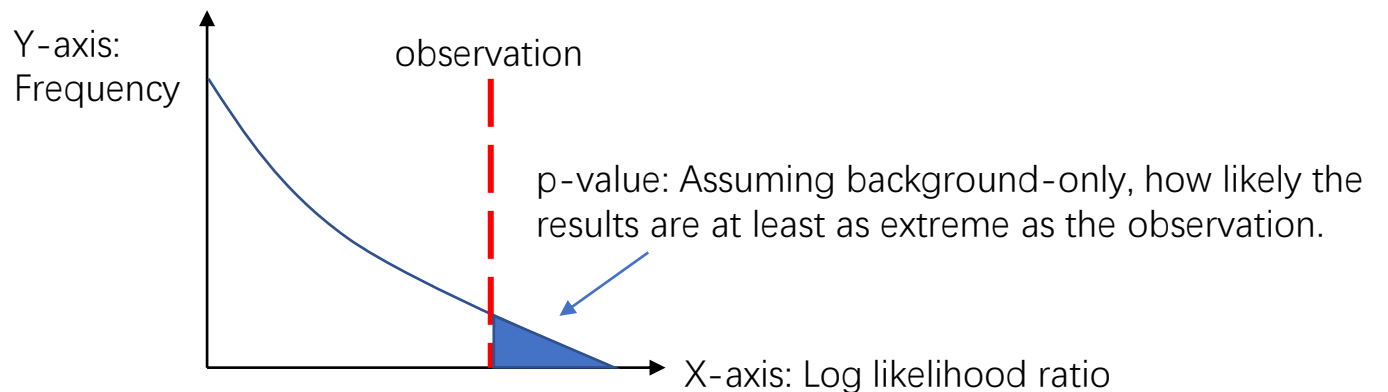 Y-axis:
Frequency
observation
p-value: Assuming background-only, how likely the
results are at least as extreme as the observation.
X-axis: Log likelihood ratio